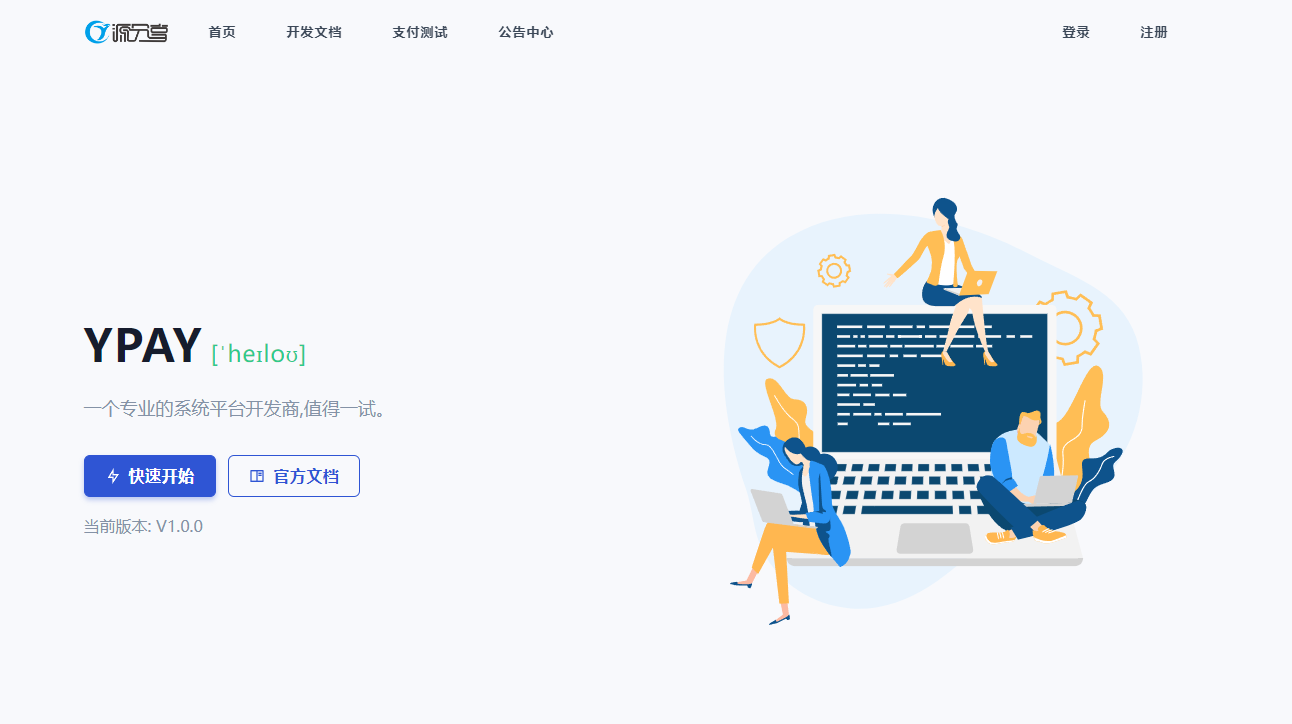 源分享
首页
开发文档
支付测试
公告中心
登录
注册
YPAY [ˈheɪloʊ]
一个专业的系统平台开发商,值得一试。
快速开始
官方文档
当前版本: V1.0.0